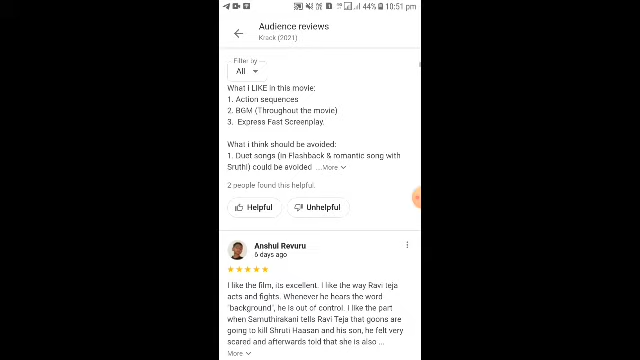 44% 10:51 pm
Audience reviews
Krack (2021)
Filter by
All
What i LIKE in this movie:
1. Action sequences
2. BGM (Throughout the movie)
3. Express Fast Screenplay.
What i think should be avoided:
1. Duet songs (in Flashback & romantic song with
Sruthi) could be avoided ...More
2 people found this helpful.
Helpful Unhelpful
Anshul Revuru
6 days ago
I like the film, its excellent. I like the way Ravi teja
acts and fights. Whenever he hears the word
"background", he is out of control. I like the part
when Samuthirakani tells Ravi Teja that goons are
going to kill Shruti Haasan and his son, he felt very
scared and afterwards told that she is also ...
More